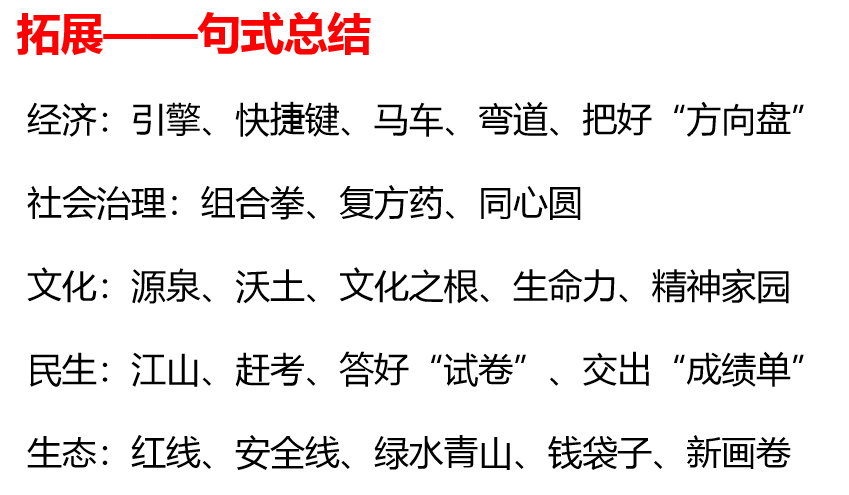 拓展——句式总结
经济：引擎、快捷键、马车、弯道、把好“方向盘”
社会治理：组合拳、复方药、同心圆
文化：源泉、沃土、文化之根、生命力、精神家园
民生：江山、赶考、答好“试卷”、交出“成绩单”
生态：红线、安全线、绿水青山、钱袋子、新画卷